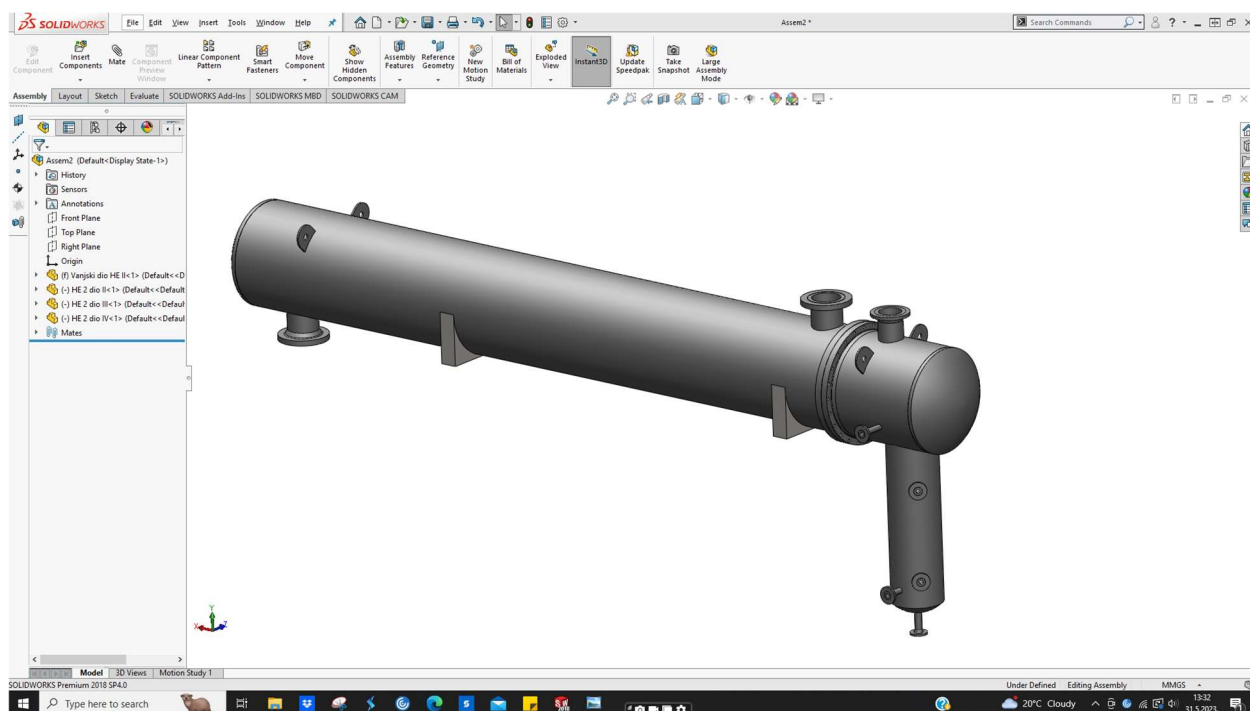 SOLIDWORKS File Edit View Insert Tools Window Help Assem2 * Search Commands
Edit Component
Insert Components
Mate
Component Preview Window
Linear Component Pattern
Smart Fasteners
Move Component
Show Hidden Components
Assembly Features
Reference Geometry
New Motion Study
Bill of Materials
Exploded View
Instant3D
Update Speedpak
Take Snapshot
Large Assembly Mode
Assembly Layout Sketch Evaluate SOLIDWORKS Add-Ins SOLIDWORKS MBD SOLIDWORKS CAM
Assem2 (Default<Display State-1>)
History
Sensors
Annotations
Front Plane
Top Plane
Right Plane
Origin
(f) Vanjski dio HE II<1> (Default<<D
(-) HE 2 dio II<1> (Default<<Default
(-) HE 2 dio III<1> (Default<<Defaul
(-) HE 2 dio IV<1> (Default<<Defaul
Mates
Y
X
Z
Model 3D Views Motion Study 1
SOLIDWORKS Premium 2018 SP4.0 Under Defined Editing Assembly MMGS
Type here to search 20°C Cloudy 13:32
31.5.2023.